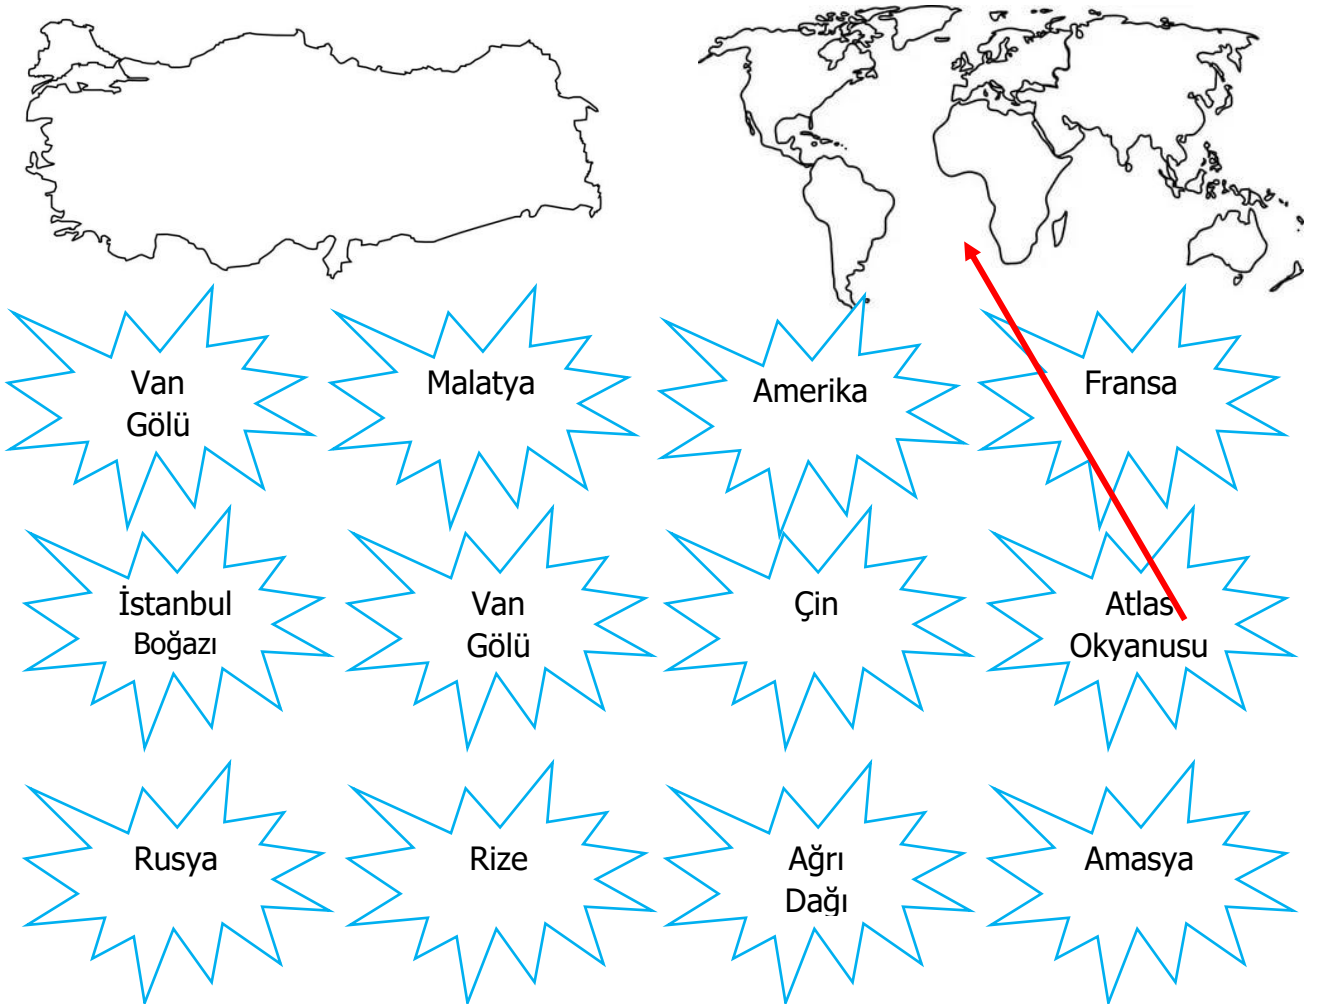 Van
Gölü
Malatya
Amerika
Fransa
İstanbul
Boğazı
Van
Gölü
Çin
Atlas
Okyanusu
Rusya
Rize
Ağrı
Dağı
Amasya